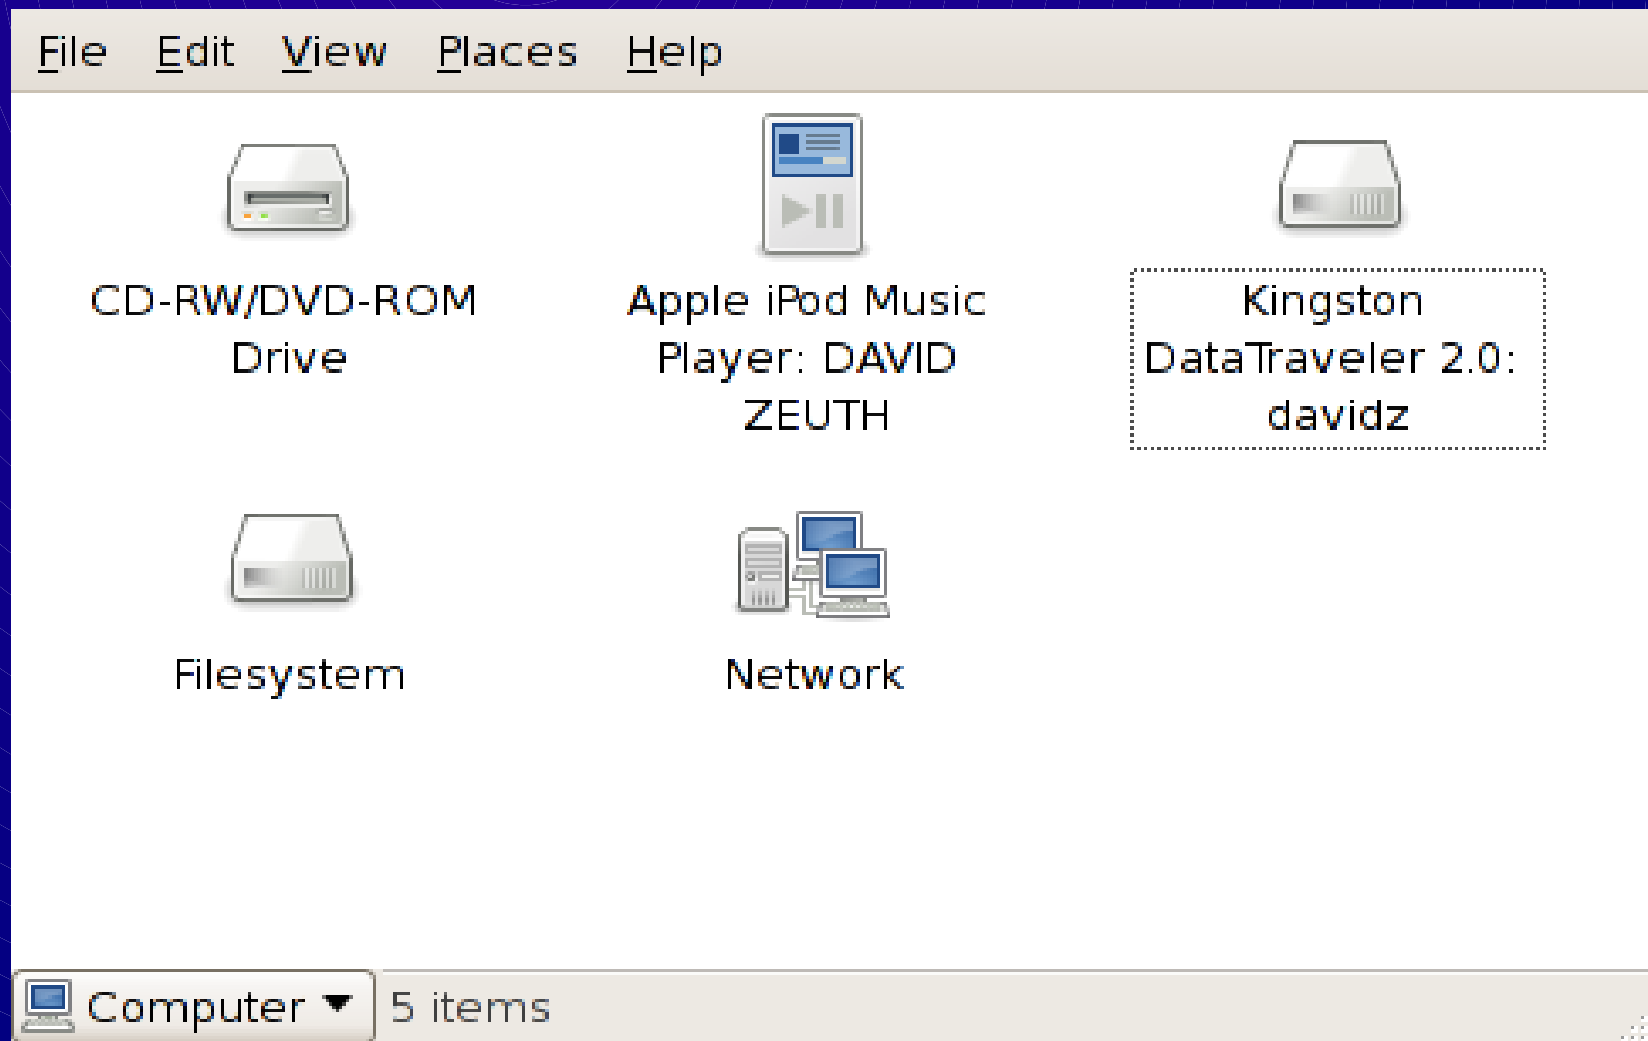 File Edit View Places Help
CD-RW/DVD-ROM
Drive
Apple iPod Music
Player: DAVID
ZEUTH
Kingston
DataTraveler 2.0:
davidz
Filesystem
Network
Computer
5 items